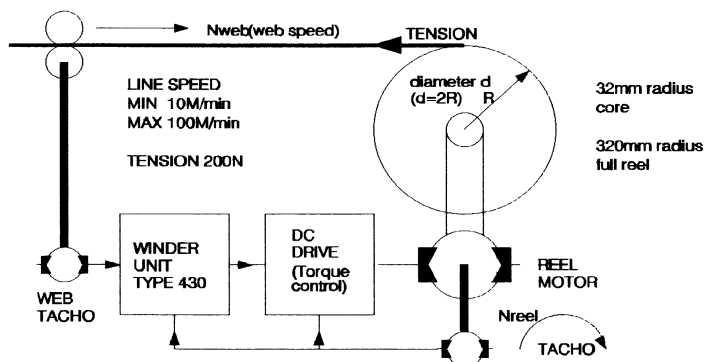 Nweb(web speed)
TENSION
LINE SPEED
MIN 10M/min
MAX 100M/min
TENSION 200N
diameter d
(d=2R) R
32mm radius
core
320mm radius
full reel
WINDER
UNIT
TYPE 430
DC
DRIVE
(Torque
control)
REEL
MOTOR
WEB
TACHO
Nreel
TACHO